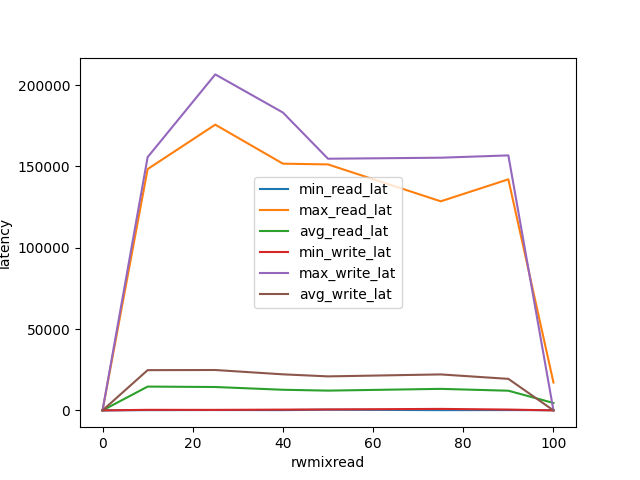 200000
150000
100000
50000
0
latency
min_read_lat
max_read_lat
avg_read_lat
min_write_lat
max_write_lat
avg_write_lat
0 20 40 60 80 100
rwmixread